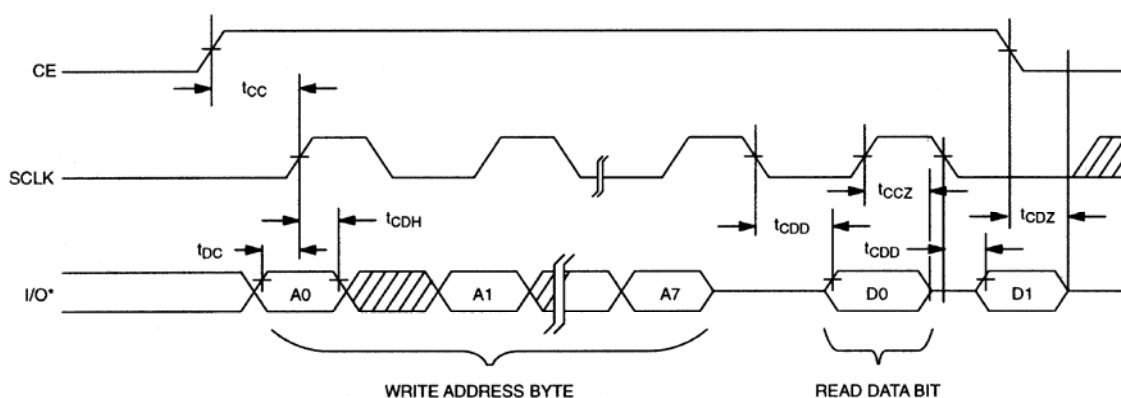 CE
tCC
SCLK
tCCZ
tCDH
tCDD
tCDZ
tDC
tCDD
I/O*
A0
A1
A7
D0
D1
WRITE ADDRESS BYTE
READ DATA BIT